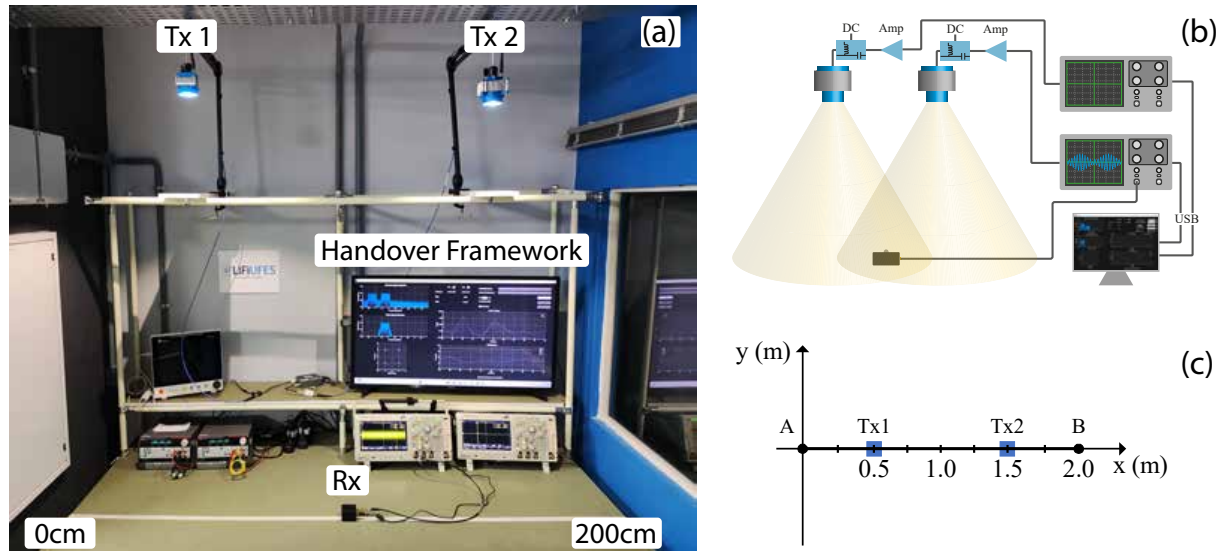 Tx 1
Tx 2
(a)
LiFiUFES
Handover Framework
Rx
0cm
200cm
(b)
DC
Amp
DC
Amp
USB
(c)
y (m)
A
Tx1
Tx2
B
0.5
1.0
1.5
2.0
x (m)